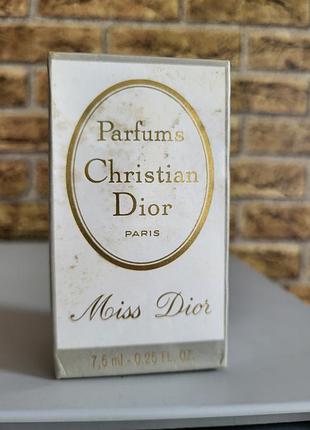 Parfums
Christian
Dior
PARIS
Miss Dior
7,5 ml - 0.25 FL. OZ.